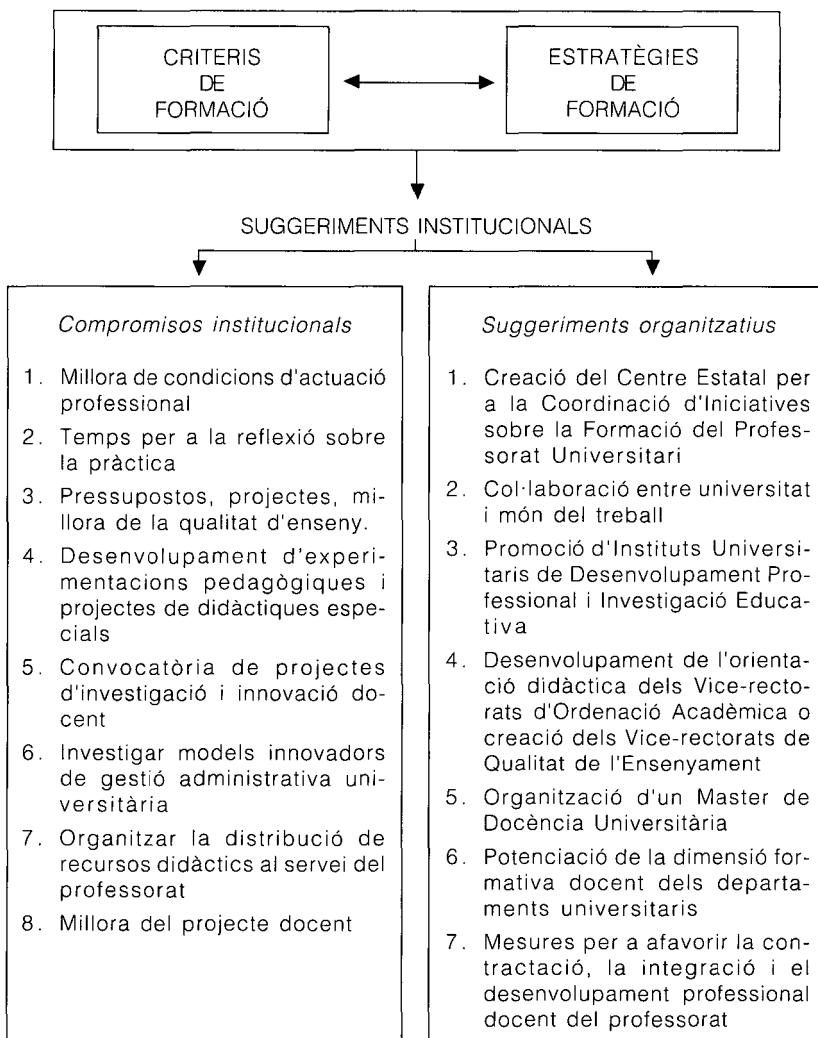 CRITERIS
DE
FORMACIÓ
ESTRATÈGIES
DE
FORMACIÓ
SUGGERIMENTS INSTITUCIONALS
Compromisos institucionals
1. Millora de condicions d'actuació
professional
2. Temps per a la reflexió sobre
la pràctica
3. Pressupostos, projectes, mi-
llora de la qualitat d'enseny.
4. Desenvolupament d'experi-
mentacions pedagògiques i
projectes de didàctiques espe-
cials
5. Convocatòria de projectes
d'investigació i innovació do-
cent
6. Investigar models innovadors
de gestió administrativa uni-
versitària
7. Organitzar la distribució de
recursos didàctics al servei del
professorat
8. Millora del projecte docent
Suggeriments organitzatius
1. Creació del Centre Estatal per
a la Coordinació d'Iniciatives
sobre la Formació del Profes-
sorat Universitari
2. Col·laboració entre universitat
i món del treball
3. Promoció d'Instituts Universi-
taris de Desenvolupament Pro-
fessional i Investigació Educa-
tiva
4. Desenvolupament de l'orienta-
ció didàctica dels Vice-recto-
rats d'Ordenació Acadèmica o
creació dels Vice-rectorats de
Qualitat de l'Ensenyament
5. Organització d'un Master de
Docència Universitària
6. Potenciació de la dimensió for-
mativa docent dels departa-
ments universitaris
7. Mesures per a afavorir la con-
tractació, la integració i el
desenvolupament professional
docent del professorat